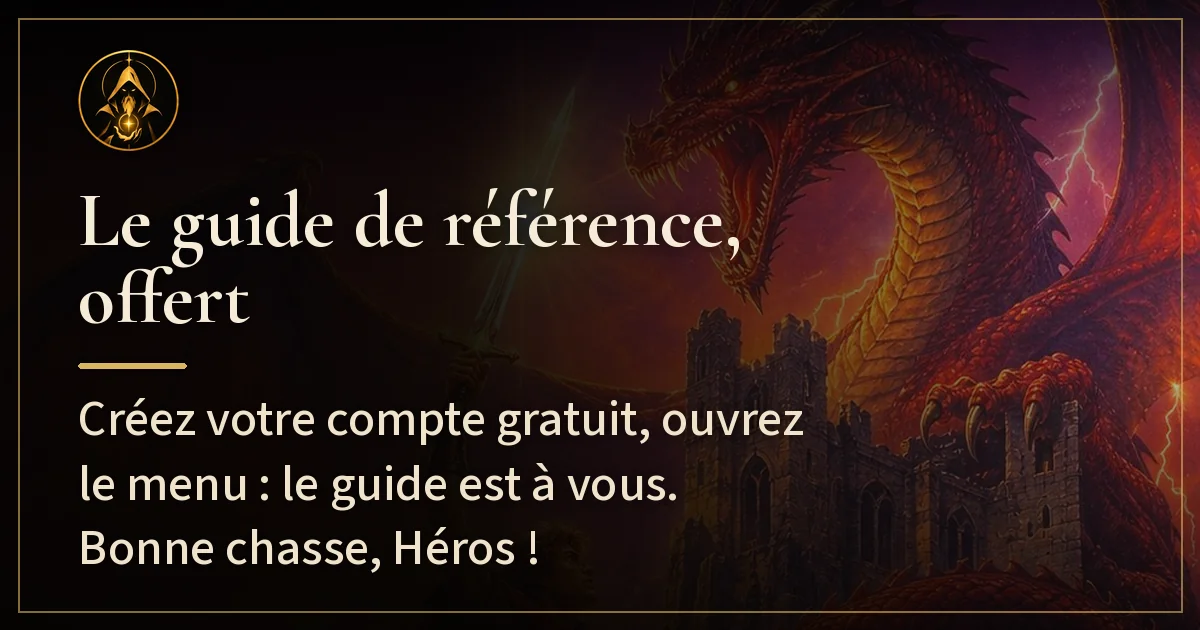 Le guide de référence,
offert
Créez votre compte gratuit, ouvrez
le menu : le guide est à vous.
Bonne chasse, Héros !